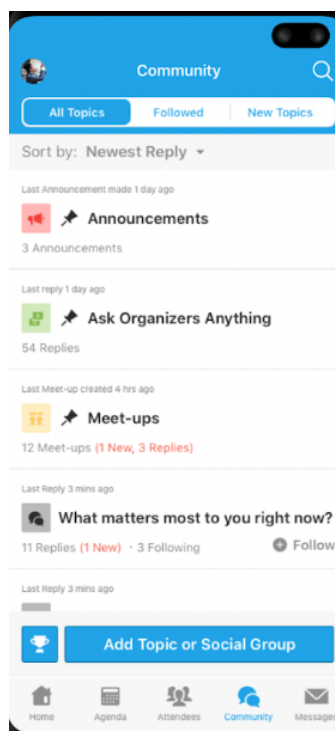 Community
All Topics Followed New Topics
Sort by: Newest Reply
Last Announcement made 1 day ago
Announcements
3 Announcements
Last reply 1 day ago
Ask Organizers Anything
54 Replies
Last Meet-up created 4 hrs ago
Meet-ups
12 Meet-ups (1 New, 3 Replies)
Last Reply 3 mins ago
What matters most to you right now?
11 Replies (1 New) · 3 Following Follow
Last Reply 3 mins ago
Add Topic or Social Group
Home Agenda Attendees Community Messages